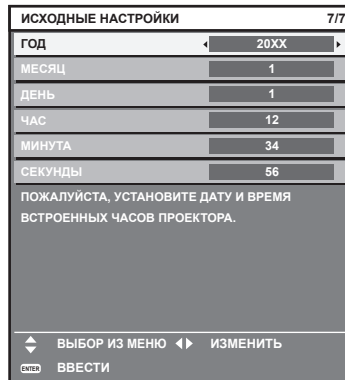 ИСХОДНЫЕ НАСТРОЙКИ 7/7
ГОД 20XX
МЕСЯЦ 1
ДЕНЬ 1
ЧАС 12
МИНУТА 34
СЕКУНДЫ 56
ПОЖАЛУЙСТА, УСТАНОВИТЕ ДАТУ И ВРЕМЯ
ВСТРОЕННЫХ ЧАСОВ ПРОЕКТОРА.
ВЫБОР ИЗ МЕНЮ ИЗМЕНИТЬ
ENTER ВВЕСТИ